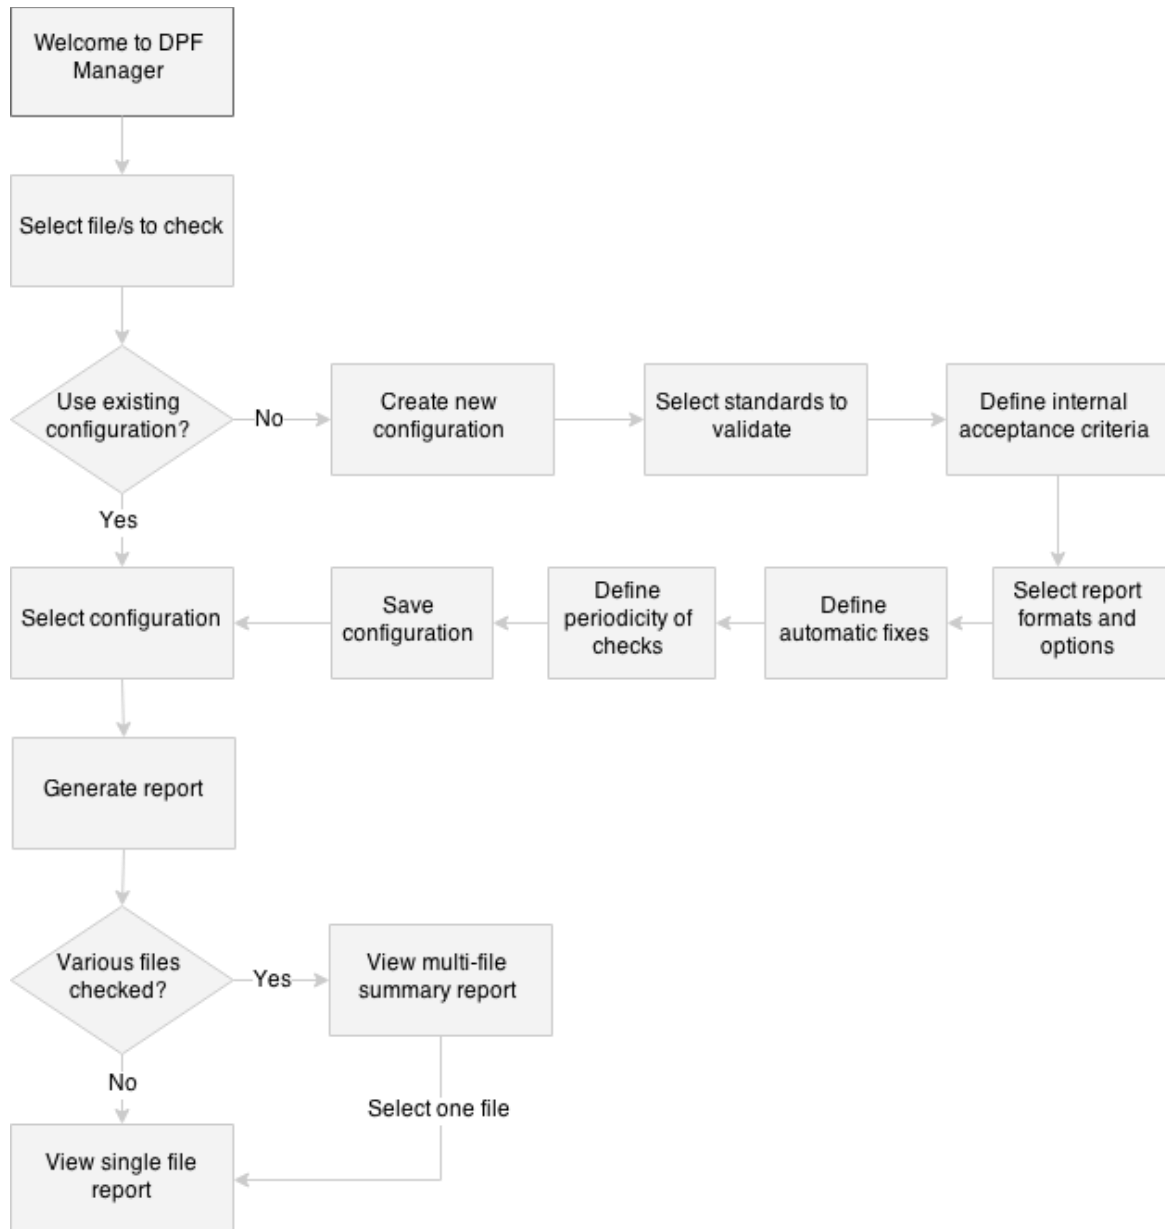 Welcome to DPF
Manager
Select file/s to check
Use existing
configuration?
No
Create new
configuration
Select standards to
validate
Define internal
acceptance criteria
Yes
Select configuration
Save
configuration
Define
periodicity of
checks
Define
automatic fixes
Select report
formats and
options
Generate report
Various files
checked?
Yes
View multi-file
summary report
No
Select one file
View single file
report